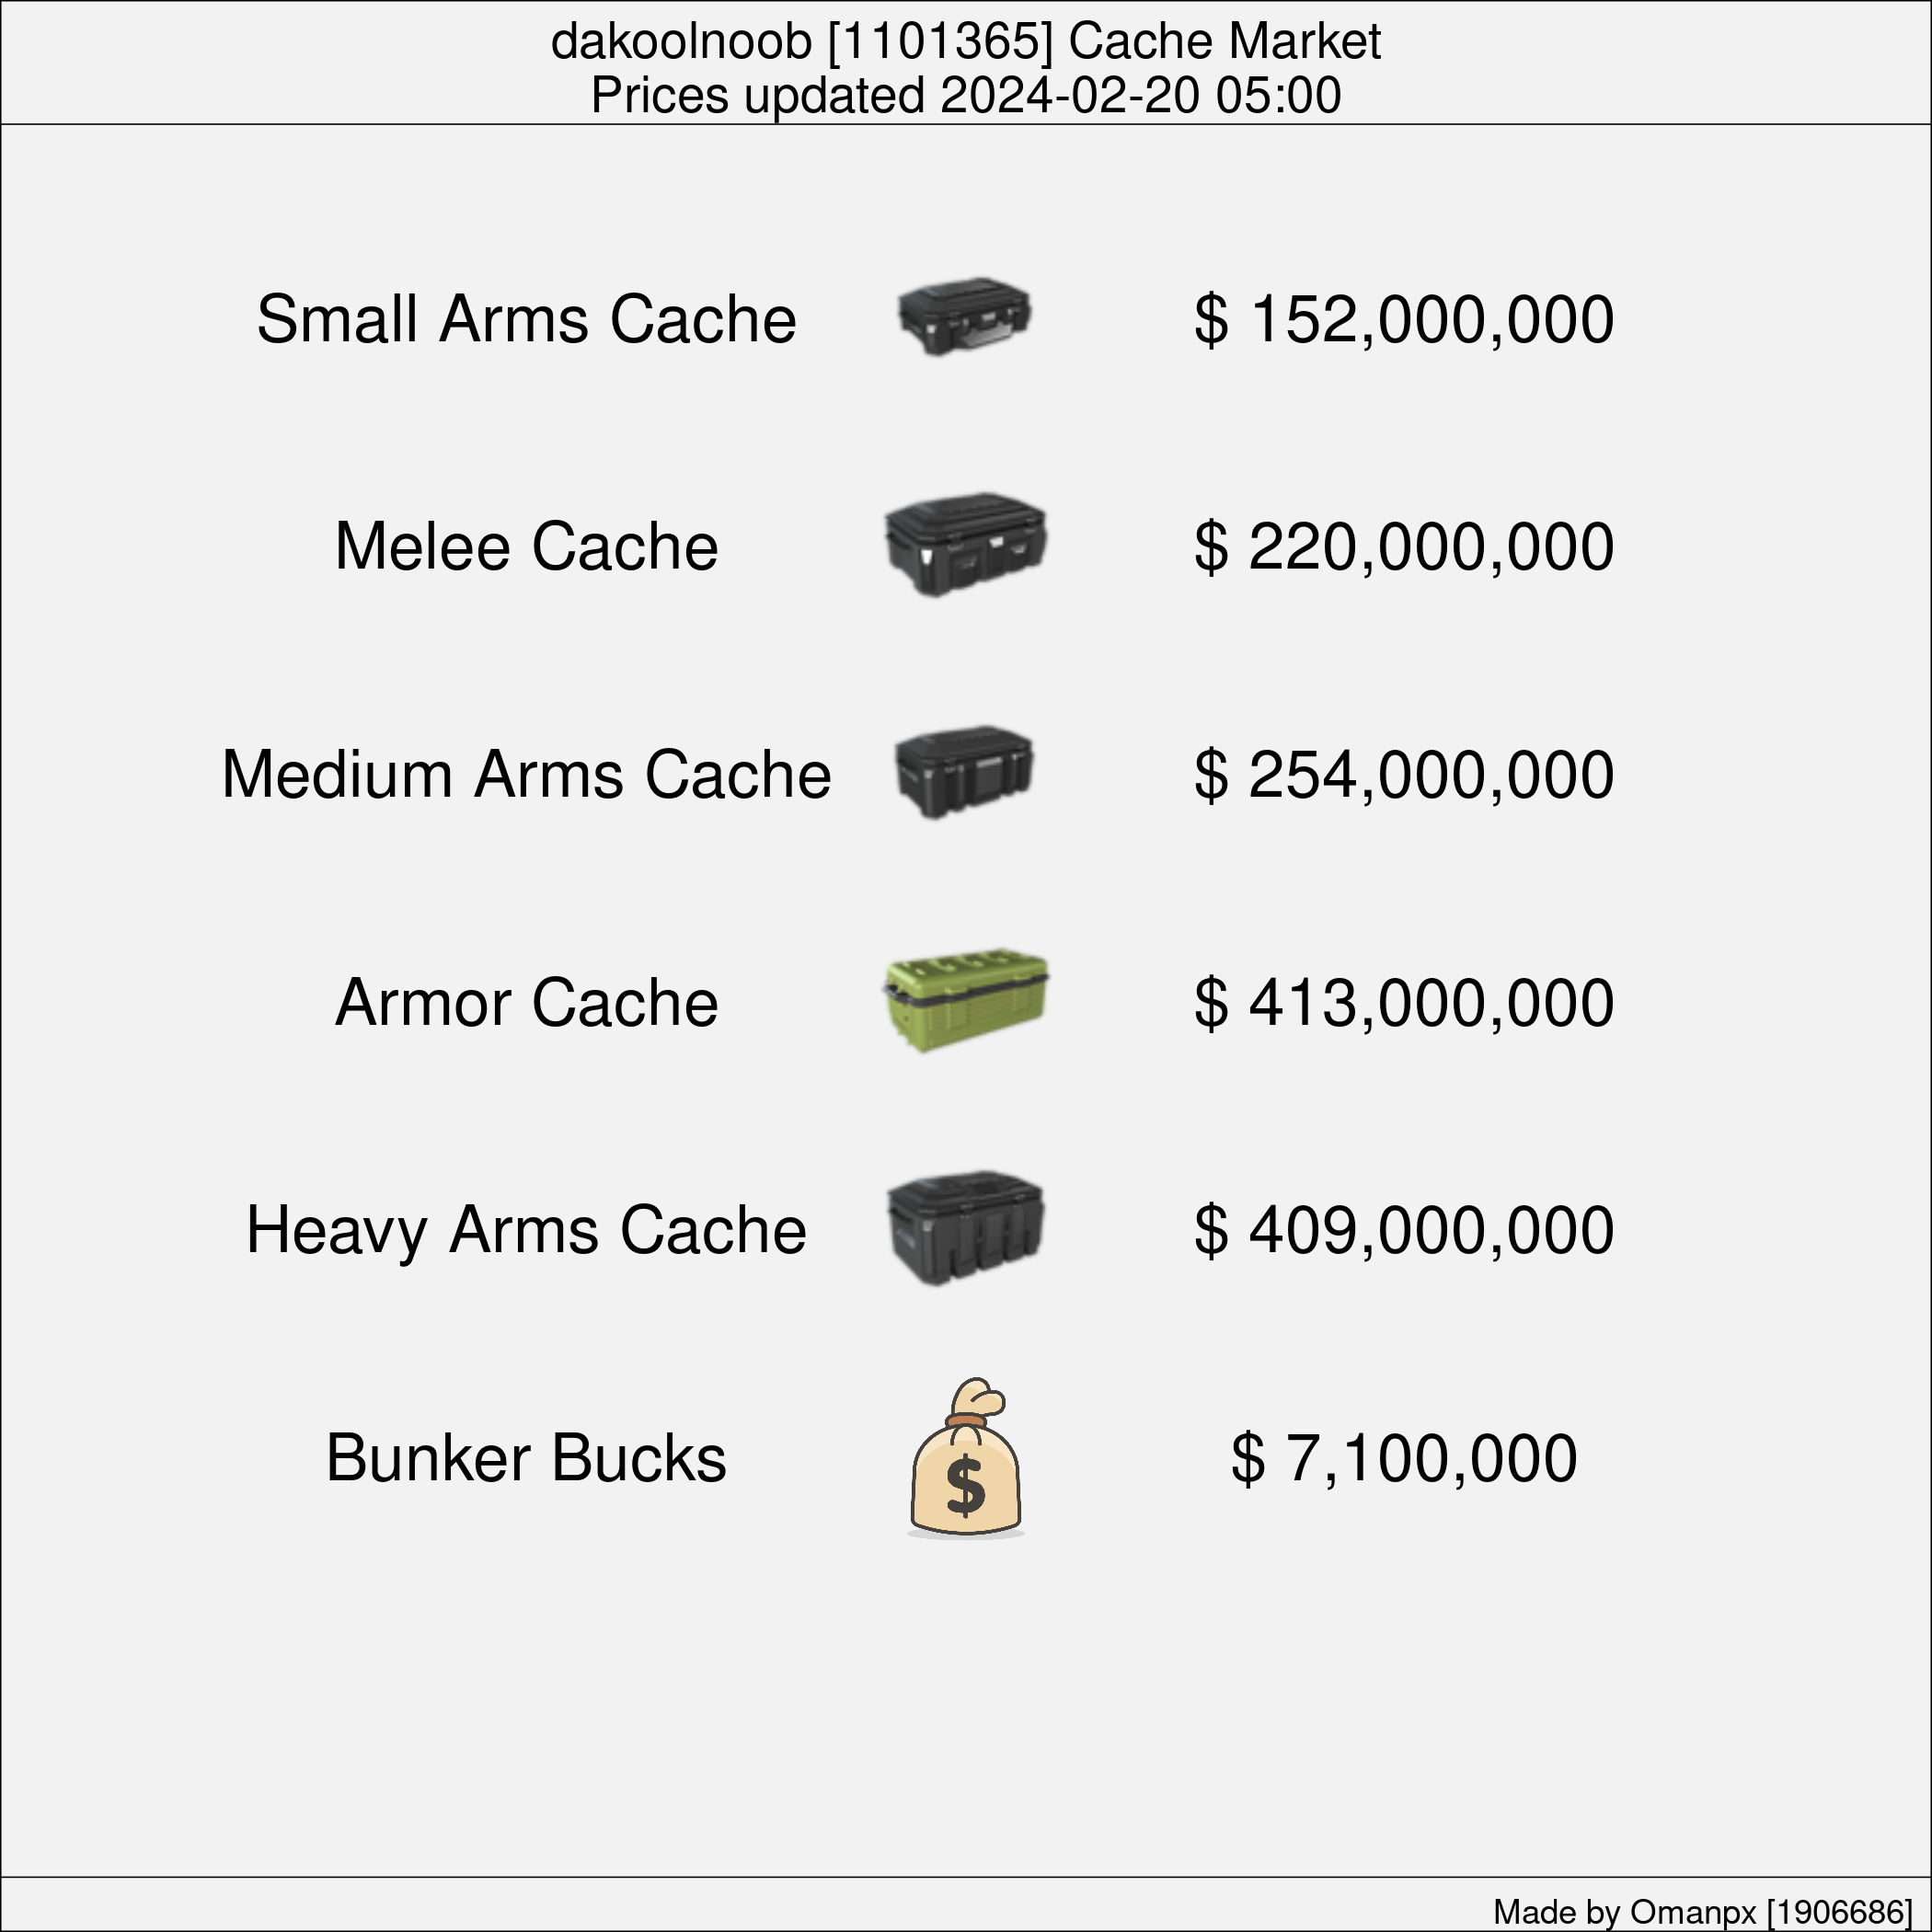 dakoolnoob [1101365] Cache Market
Prices updated 2024-02-20 05:00
Small Arms Cache $ 152,000,000
Melee Cache $ 220,000,000
Medium Arms Cache $ 254,000,000
Armor Cache $ 413,000,000
Heavy Arms Cache $ 409,000,000
Bunker Bucks $ $ 7,100,000
Made by Omanpx [1906686]